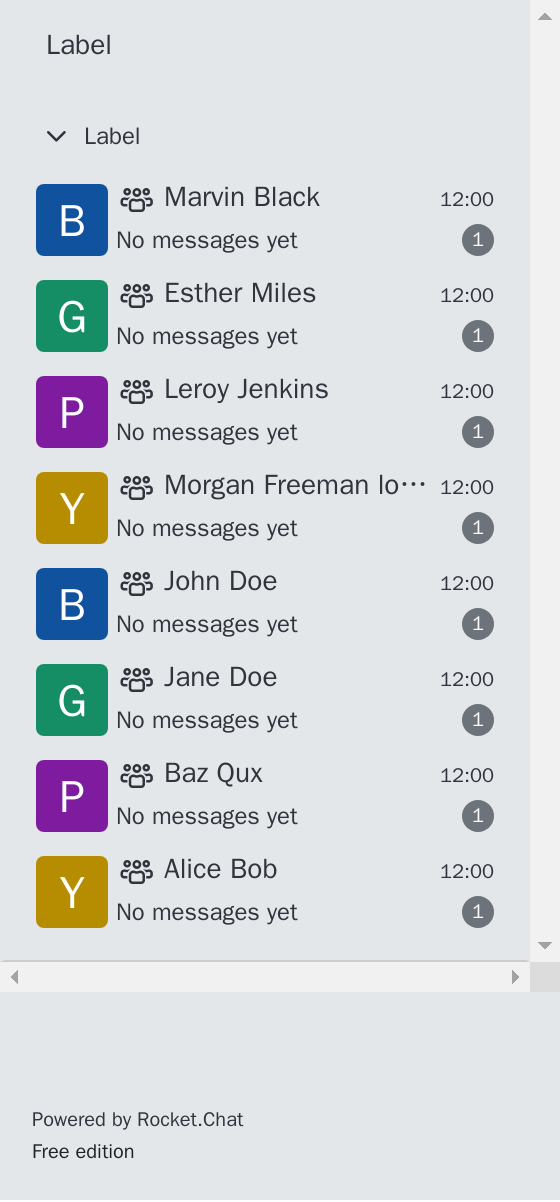 Label
Label
B Marvin Black 12:00
No messages yet 1
G Esther Miles 12:00
No messages yet 1
P Leroy Jenkins 12:00
No messages yet 1
Y Morgan Freeman lo… 12:00
No messages yet 1
B John Doe 12:00
No messages yet 1
G Jane Doe 12:00
No messages yet 1
P Baz Qux 12:00
No messages yet 1
Y Alice Bob 12:00
No messages yet 1
Powered by Rocket.Chat
Free edition